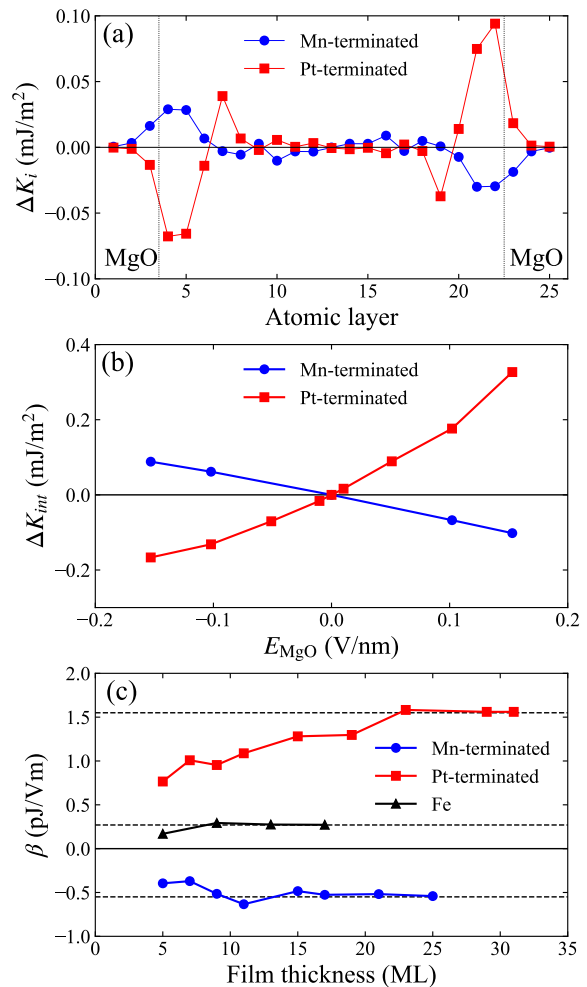 (a)
Mn-terminated
Pt-terminated
0.10
0.05
0.00
−0.05
−0.10
ΔK_i (mJ/m²)
MgO
MgO
0 5 10 15 20 25
Atomic layer
(b)
Mn-terminated
Pt-terminated
0.4
0.2
0.0
−0.2
ΔK_int (mJ/m²)
−0.2 −0.1 0.0 0.1 0.2
E_MgO (V/nm)
(c)
2.0
1.5
1.0
0.5
0.0
−0.5
−1.0
β (pJ/Vm)
Mn-terminated
Pt-terminated
Fe
0 5 10 15 20 25 30 35
Film thickness (ML)